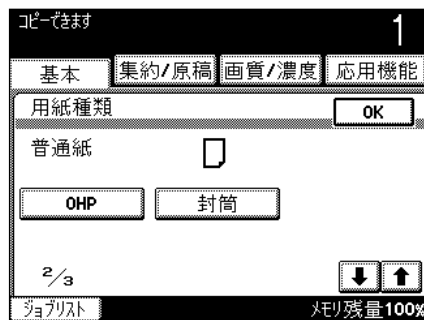 コピーできます
1
基本 集約/原稿 画質/濃度 応用機能
用紙種類 OK
普通紙
OHP 封筒
2/3
ジョブリスト メモリ残量100%